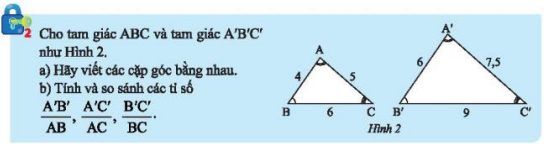 2 Cho tam giác ABC và tam giác A'B'C'
như Hình 2.
a) Hãy viết các cặp góc bằng nhau.
b) Tính và so sánh các tỉ số
A'B'/AB, A'C'/AC, B'C'/BC.
A
4 5
B 6 C
A'
6 7,5
B' 9 C'
Hình 2